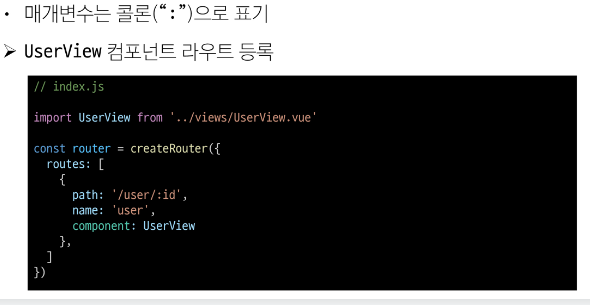 • 매개변수는 콜론(“:”)으로 표기
➢ UserView 컴포넌트 라우트 등록
// index.js
import UserView from '../views/UserView.vue'
const router = createRouter({
  routes: [
    {
      path: '/user/:id',
      name: 'user',
      component: UserView
    },
  ]
})